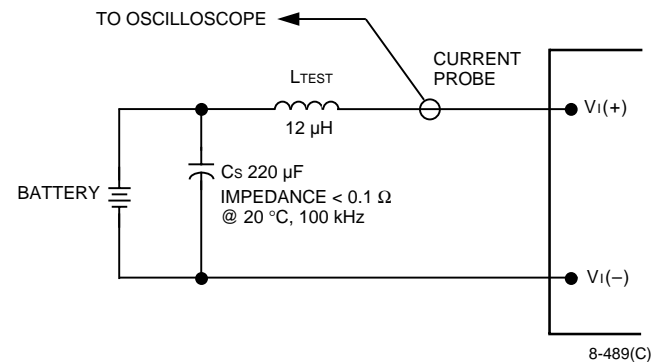 TO OSCILLOSCOPE
CURRENT
PROBE
LTEST
12 µH
VI(+)
CS 220 µF
IMPEDANCE < 0.1 Ω
@ 20 °C, 100 kHz
BATTERY
VI(–)
8-489(C)